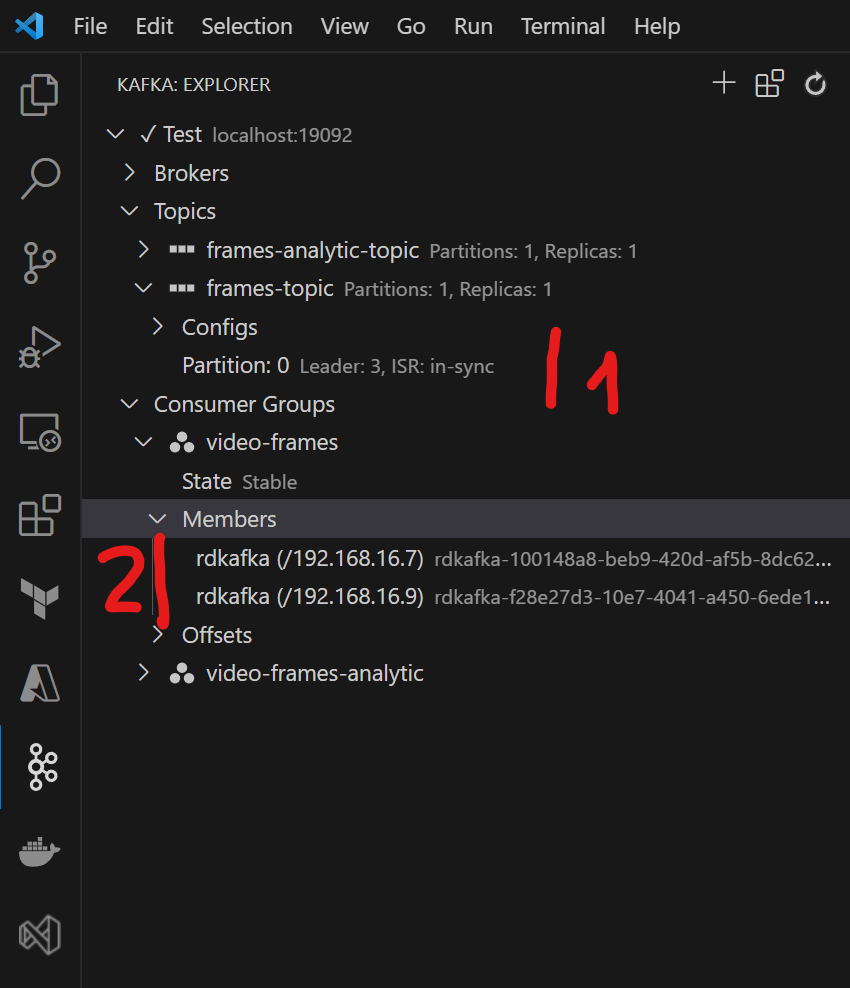 File Edit Selection View Go Run Terminal Help
KAFKA: EXPLORER
✓ Test localhost:19092
Brokers
Topics
frames-analytic-topic Partitions: 1, Replicas: 1
frames-topic Partitions: 1, Replicas: 1
Configs
Partition: 0 Leader: 3, ISR: in-sync
1
Consumer Groups
video-frames
State Stable
Members
2
rdkafka (/192.168.16.7) rdkafka-100148a8-beb9-420d-af5b-8dc62...
rdkafka (/192.168.16.9) rdkafka-f28e27d3-10e7-4041-a450-6ede1...
Offsets
video-frames-analytic